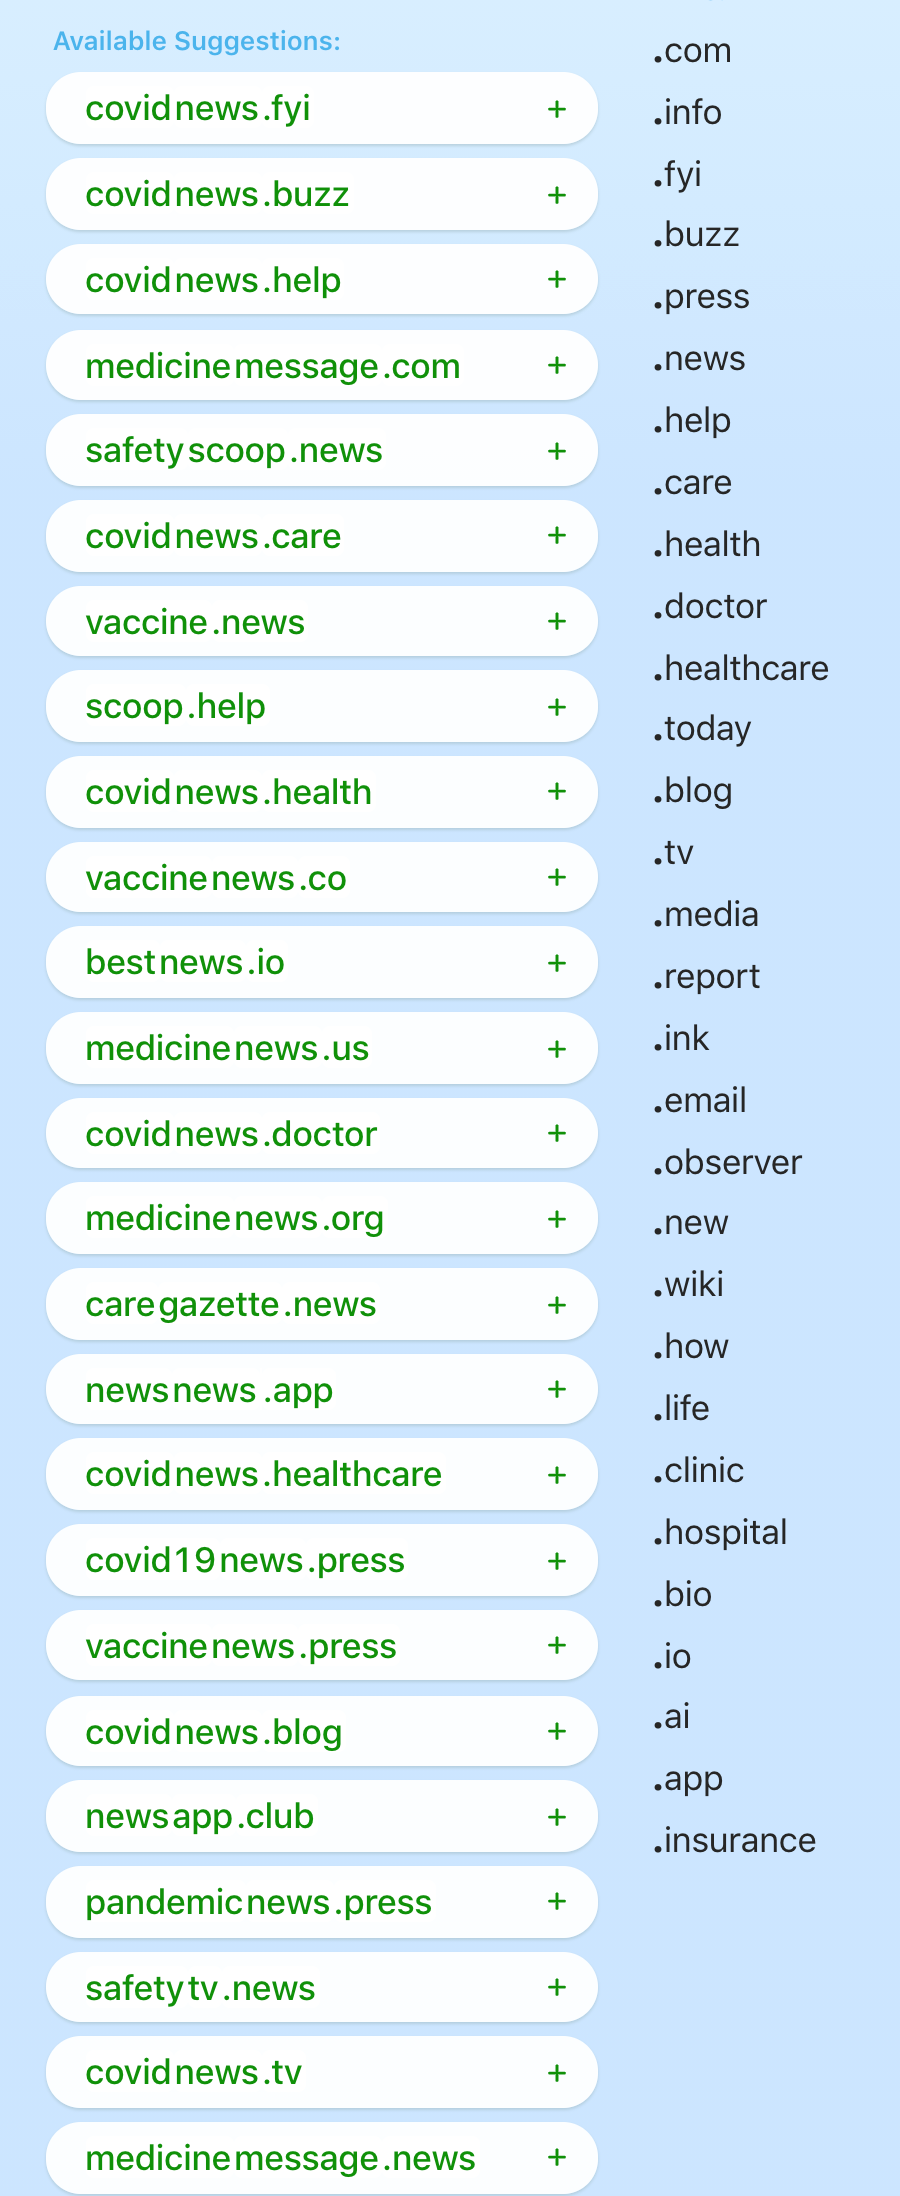 Available Suggestions:
covidnews.fyi +
covidnews.buzz +
covidnews.help +
medicinemessage.com +
safetyscoop.news +
covidnews.care +
vaccine.news +
scoop.help +
covidnews.health +
vaccinenews.co +
bestnews.io +
medicinenews.us +
covidnews.doctor +
medicinenews.org +
caregazette.news +
newsnews.app +
covidnews.healthcare +
covid19news.press +
vaccinenews.press +
covidnews.blog +
newsapp.club +
pandemicnews.press +
safetytv.news +
covidnews.tv +
medicinemessage.news +
.com
.info
.fyi
.buzz
.press
.news
.help
.care
.health
.doctor
.healthcare
.today
.blog
.tv
.media
.report
.ink
.email
.observer
.new
.wiki
.how
.life
.clinic
.hospital
.bio
.io
.ai
.app
.insurance